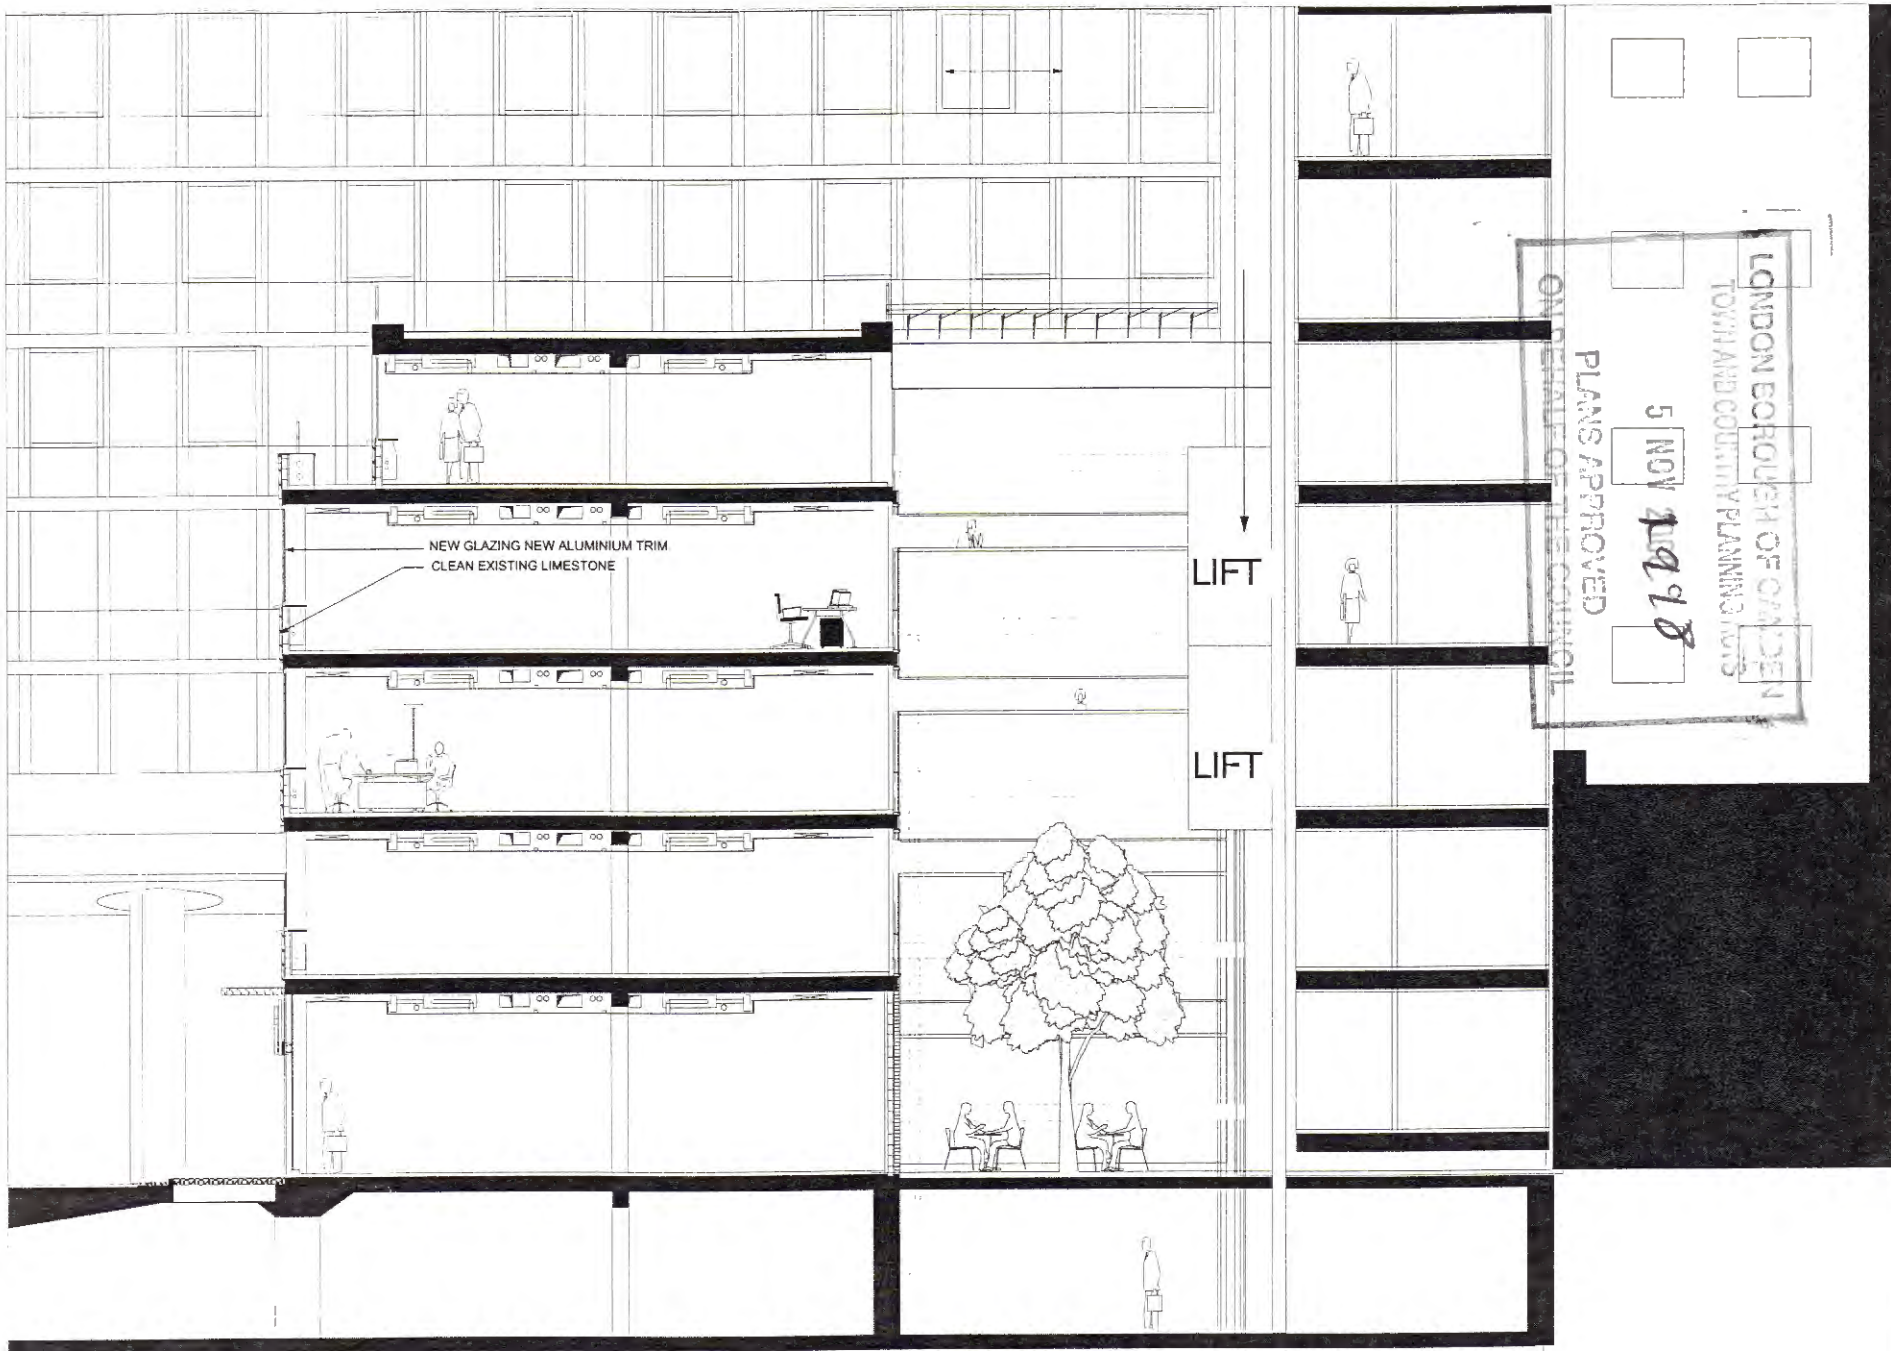 NEW GLAZING NEW ALUMINIUM TRIM
CLEAN EXISTING LIMESTONE
LIFT
LIFT
LONDON BOROUGH OF CAMDEN
TOWN AND COUNTRY PLANNING ACTS
5 NOV 1998
PLANS APPROVED
ON BEHALF OF THE COUNCIL